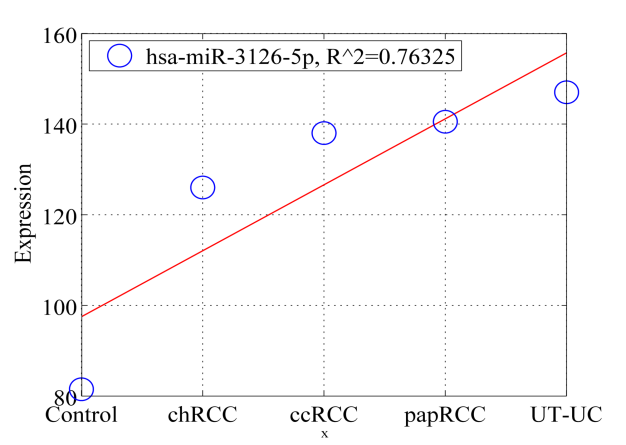 160
hsa-miR-3126-5p, R^2=0.76325
140
120
Expression
100
80
Control chRCC ccRCC papRCC UT-UC
x